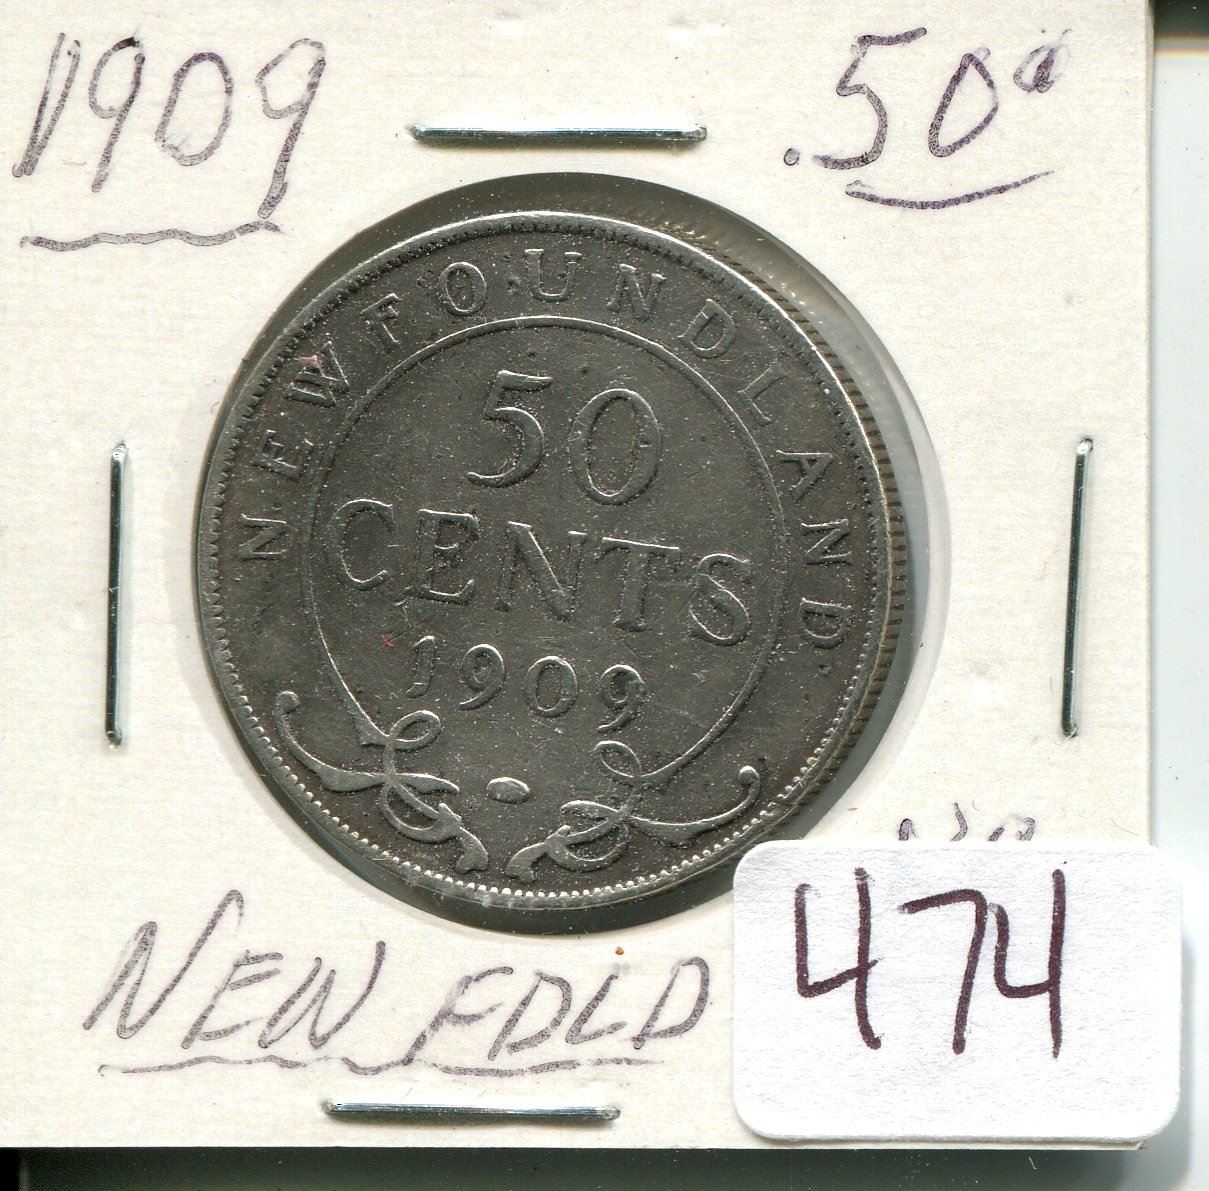 1909 .50¢
NEWFOUNDLAND
50
CENTS
1909
NEW FDLD
474